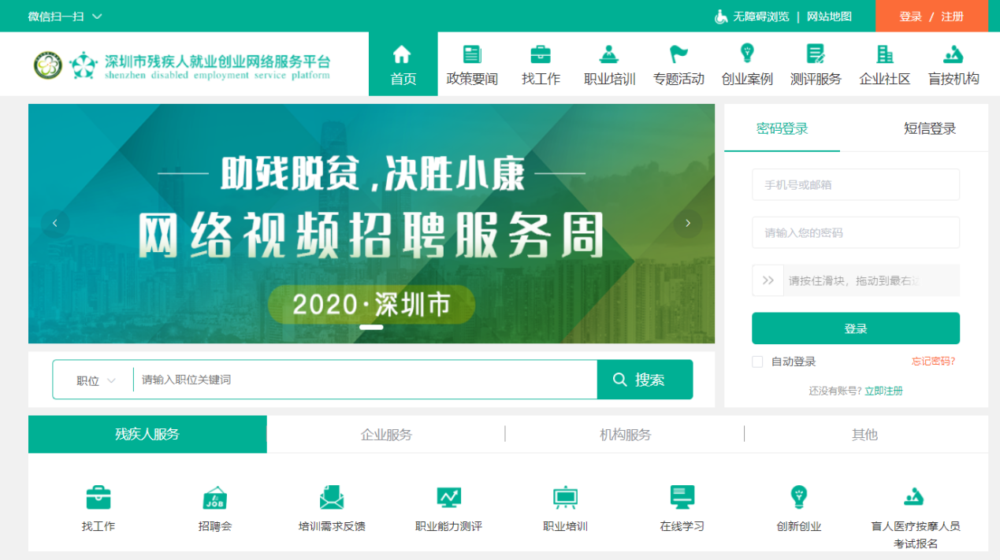 微信扫一扫
无障碍浏览 | 网站地图
登录 / 注册
深圳市残疾人就业创业网络服务平台
shenzhen disabled employment service platform
首页
政策要闻
找工作
职业培训
专题活动
创业案例
测评服务
企业社区
盲按机构
助残脱贫,决胜小康
网络视频招聘服务周
2020·深圳市
密码登录
短信登录
手机号或邮箱
请输入您的密码
请按住滑块，拖动到最右边
登录
自动登录
忘记密码?
还没有账号? 立即注册
职位
请输入职位关键词
搜索
残疾人服务
企业服务
机构服务
其他
找工作
JOB
招聘会
培训需求反馈
职业能力测评
职业培训
在线学习
创新创业
盲人医疗按摩人员
考试报名